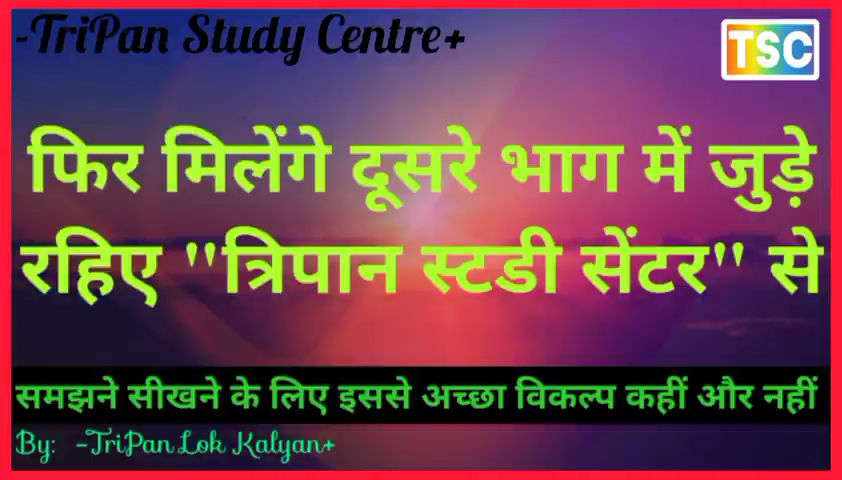 -TriPan Study Centre+
TSC
फिर मिलेंगे दूसरे भाग में जुड़े
रहिए "त्रिपान स्टडी सेंटर" से
समझने सीखने के लिए इससे अच्छा विकल्प कहीं और नहीं
By: -TriPan Lok Kalyan+